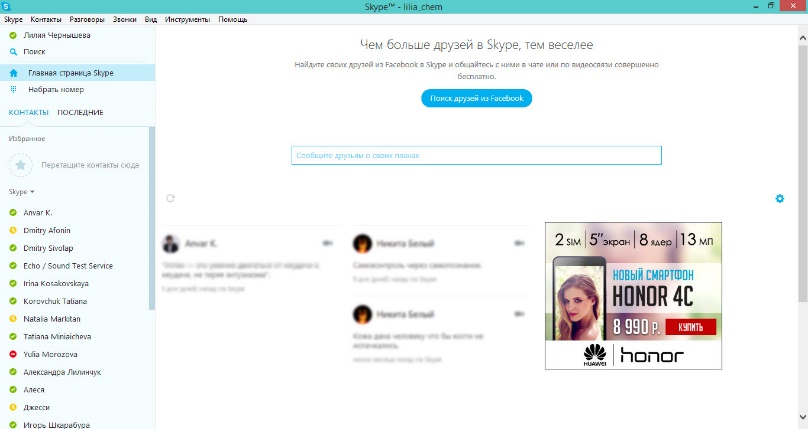 Skype™ - lilia_chem
Skype Контакты Разговоры Звонки Вид Инструменты Помощь
Лилия Чернышева
Поиск
Главная страница Skype
Набрать номер
КОНТАКТЫ ПОСЛЕДНИЕ
Избранное
Перетащите контакты сюда
Skype
Anvar K.
Dmitry Afonin
Dmitry Sivolap
Echo / Sound Test Service
Irina Kosakovskaya
Korovchuk Tatiana
Natalia Markitan
Tatiana Miniaicheva
Yulia Morozova
Александра Лилинчук
Алеся
Джесси
Игорь Шкарабура
Чем больше друзей в Skype, тем веселее
Найдите своих друзей из Facebook в Skype и общайтесь с ними в чате или по видеосвязи совершенно
бесплатно.
Поиск друзей из Facebook
Сообщите друзьям о своих планах
Anvar K.
"Успех — это умение двигаться от неудачи к
неудаче, не теряя энтузиазма".
Никита Белый
Самоконтроль через самопознание.
Никита Белый
Кожа дана человеку что бы кости не
2 SIM 5" экран 8 ядер 13 МП
НОВЫЙ СМАРТФОН
HONOR 4C
8 990 р. КУПИТЬ
HUAWEI honor